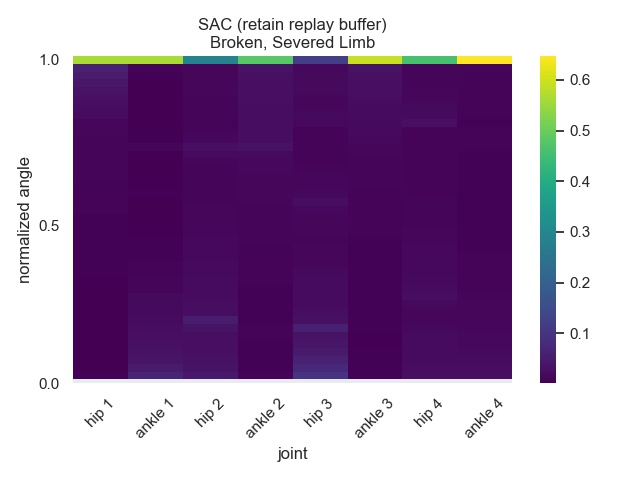 SAC (retain replay buffer)
Broken, Severed Limb
normalized angle
1.0
0.5
0.0
hip 1
ankle 1
hip 2
ankle 2
hip 3
ankle 3
hip 4
ankle 4
joint
0.6
0.5
0.4
0.3
0.2
0.1